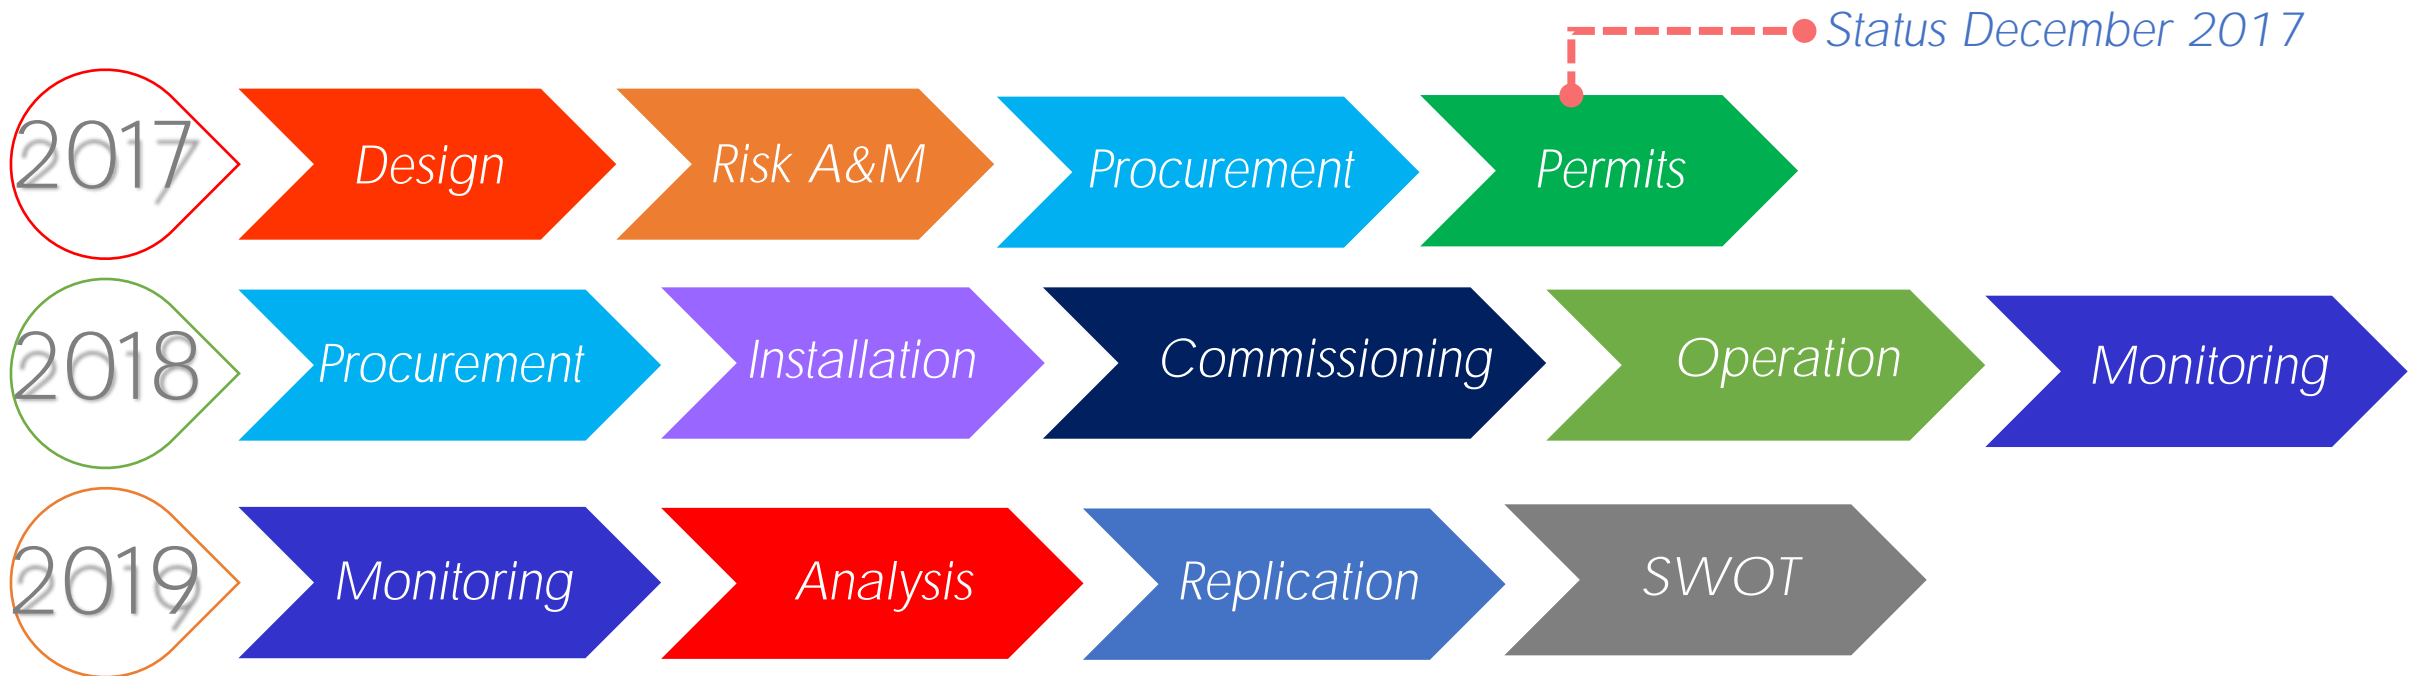 Status December 2017
2017
Design
Risk A&M
Procurement
Permits
2018
Procurement
Installation
Commissioning
Operation
Monitoring
2019
Monitoring
Analysis
Replication
SWOT